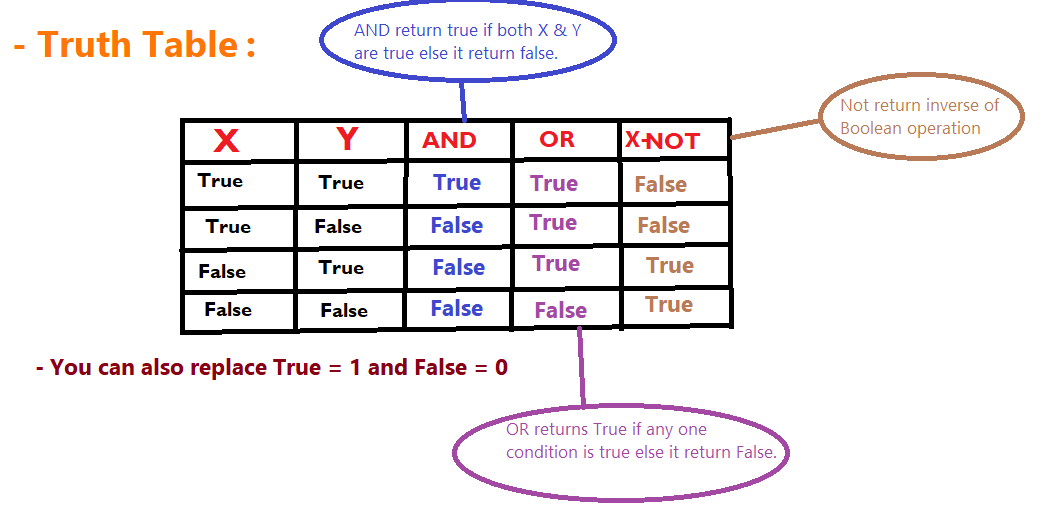 - Truth Table :
AND return true if both X & Y
are true else it return false.
Not return inverse of
Boolean operation
X Y AND OR X-NOT
True True True True False
True False False True False
False True False True True
False False False False True
- You can also replace True = 1 and False = 0
OR returns True if any one
condition is true else it return False.